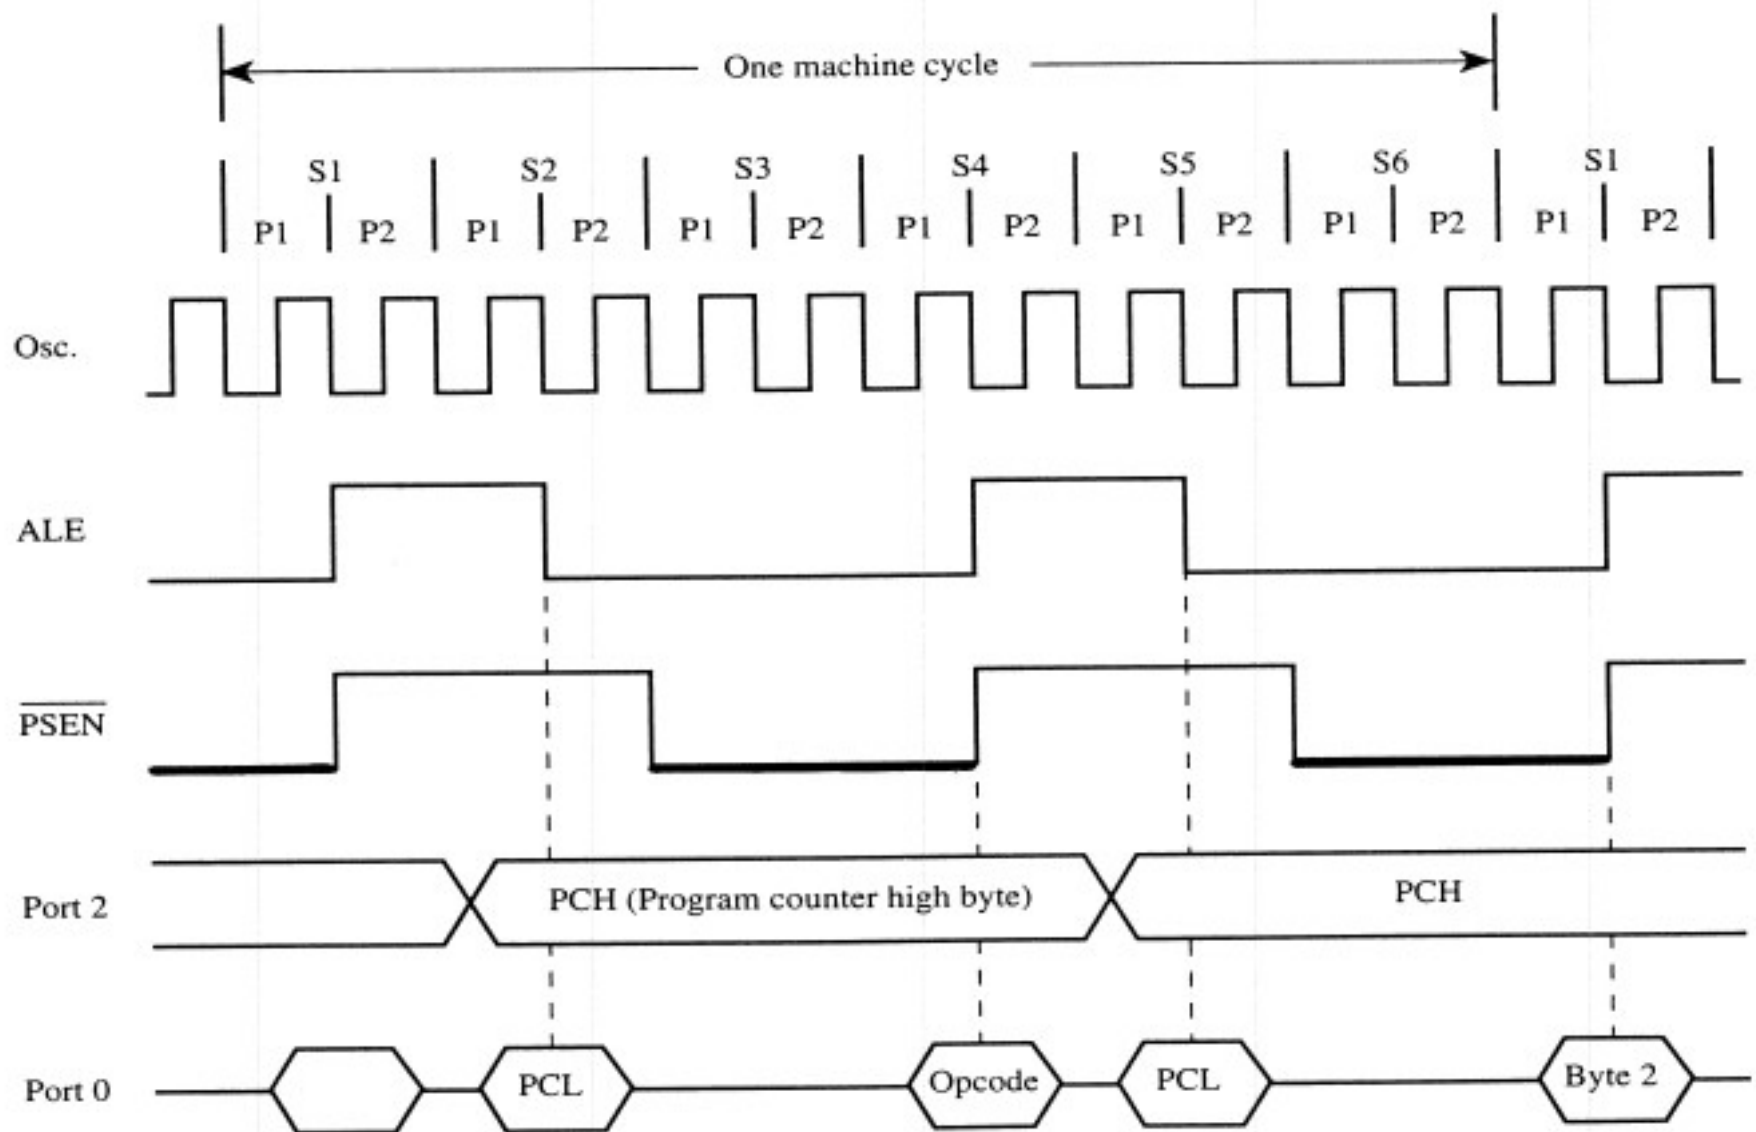 One machine cycle
S1 S2 S3 S4 S5 S6 S1
P1 P2 P1 P2 P1 P2 P1 P2 P1 P2 P1 P2 P1 P2
Osc.
ALE
PSEN
Port 2 PCH (Program counter high byte) PCH
Port 0 PCL Opcode PCL Byte 2